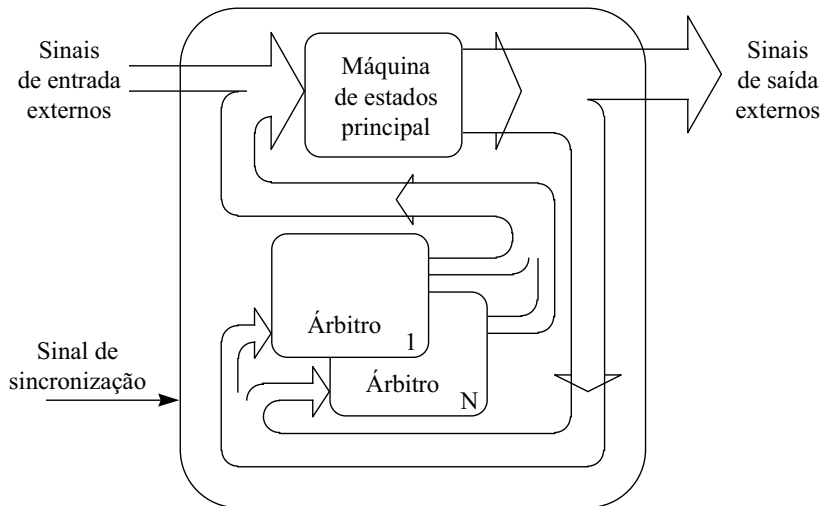 Sinais
de entrada
externos
Máquina
de estados
principal
Sinais
de saída
externos
Árbitro
1
Árbitro
N
Sinal de
sincronização